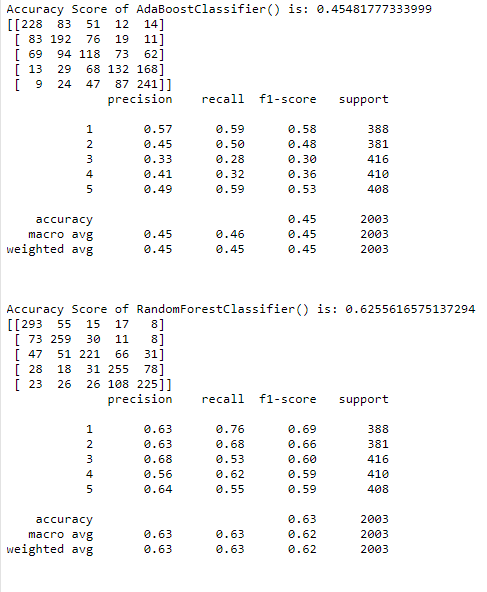 Accuracy Score of AdaBoostClassifier() is: 0.45481777333999
[[228  83  51  12  14]
 [ 83 192  76  19  11]
 [ 69  94 118  73  62]
 [ 13  29  68 132 168]
 [  9  24  47  87 241]]
              precision    recall  f1-score   support

           1       0.57      0.59      0.58       388
           2       0.45      0.50      0.48       381
           3       0.33      0.28      0.30       416
           4       0.41      0.32      0.36       410
           5       0.49      0.59      0.53       408

    accuracy                           0.45      2003
   macro avg       0.45      0.46      0.45      2003
weighted avg       0.45      0.45      0.45      2003

Accuracy Score of RandomForestClassifier() is: 0.6255616575137294
[[293  55  15  17   8]
 [ 73 259  30  11   8]
 [ 47  51 221  66  31]
 [ 28  18  31 255  78]
 [ 23  26  26 108 225]]
              precision    recall  f1-score   support

           1       0.63      0.76      0.69       388
           2       0.63      0.68      0.66       381
           3       0.68      0.53      0.60       416
           4       0.56      0.62      0.59       410
           5       0.64      0.55      0.59       408

    accuracy                           0.63      2003
   macro avg       0.63      0.63      0.62      2003
weighted avg       0.63      0.63      0.62      2003